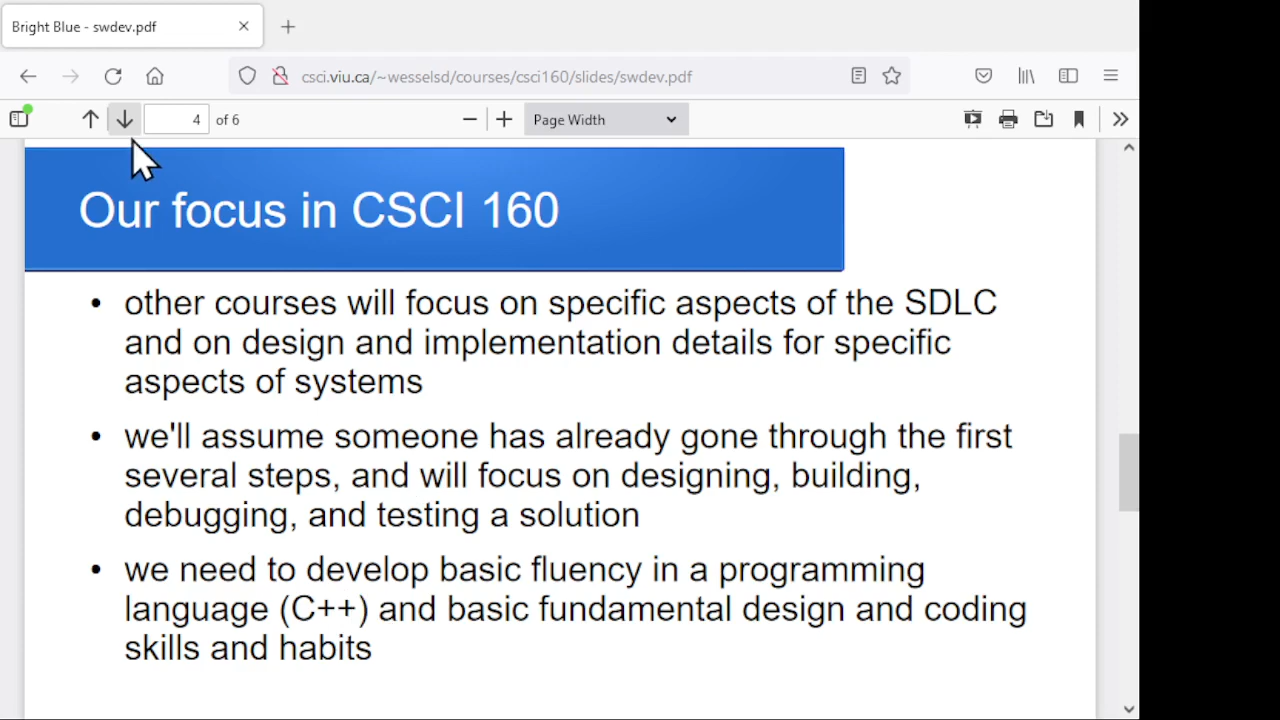 Bright Blue - swdev.pdf
csci.viu.ca/~wesselsd/courses/csci160/slides/swdev.pdf
4 of 6
Page Width
Our focus in CSCI 160
• other courses will focus on specific aspects of the SDLC
and on design and implementation details for specific
aspects of systems
• we'll assume someone has already gone through the first
several steps, and will focus on designing, building,
debugging, and testing a solution
• we need to develop basic fluency in a programming
language (C++) and basic fundamental design and coding
skills and habits